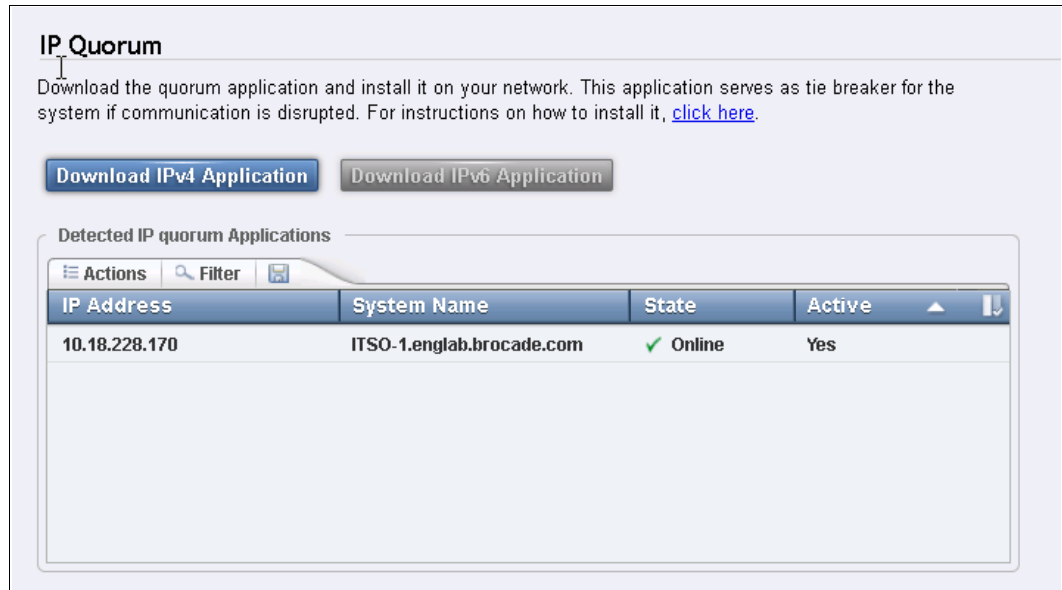 IP Quorum
Download the quorum application and install it on your network. This application serves as tie breaker for the
system if communication is disrupted. For instructions on how to install it, click here.
Download IPv4 Application Download IPv6 Application
Detected IP quorum Applications
Actions Filter
IP Address System Name State Active
10.18.228.170 ITSO-1.englab.brocade.com Online Yes